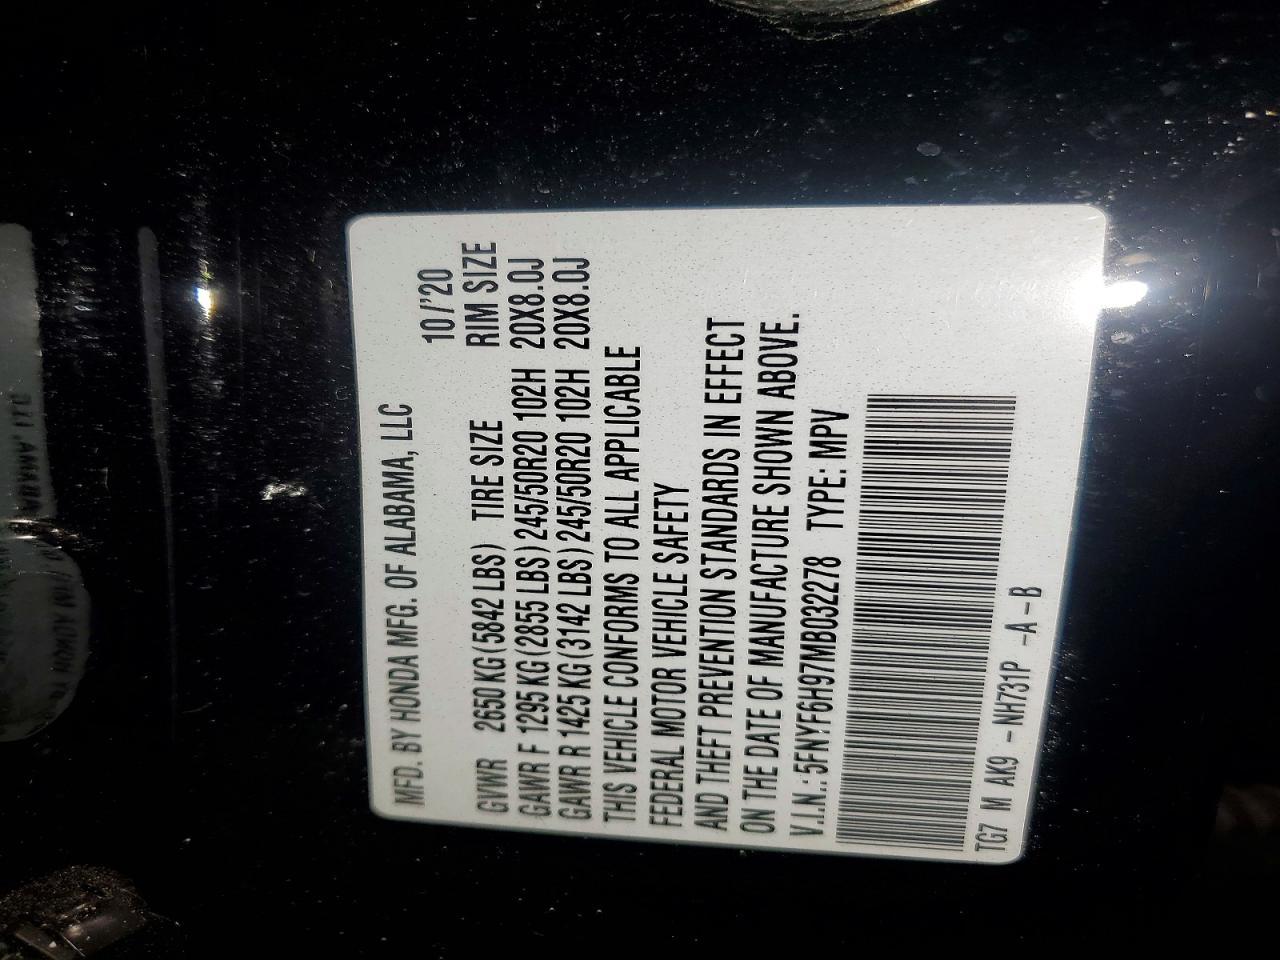 MFD. BY HONDA MFG. OF ALABAMA, LLC
10/'20
GVWR 2650 KG (5842 LBS) TIRE SIZE RIM SIZE
GAWR F 1295 KG (2855 LBS) 245/50R20 102H 20X8.0J
GAWR R 1425 KG (3142 LBS) 245/50R20 102H 20X8.0J
THIS VEHICLE CONFORMS TO ALL APPLICABLE
FEDERAL MOTOR VEHICLE SAFETY
AND THEFT PREVENTION STANDARDS IN EFFECT
ON THE DATE OF MANUFACTURE SHOWN ABOVE.
V.I.N.: 5FNYF6H97MB032278 TYPE: MPV
TG7 M AK9 -NH731P -A-B